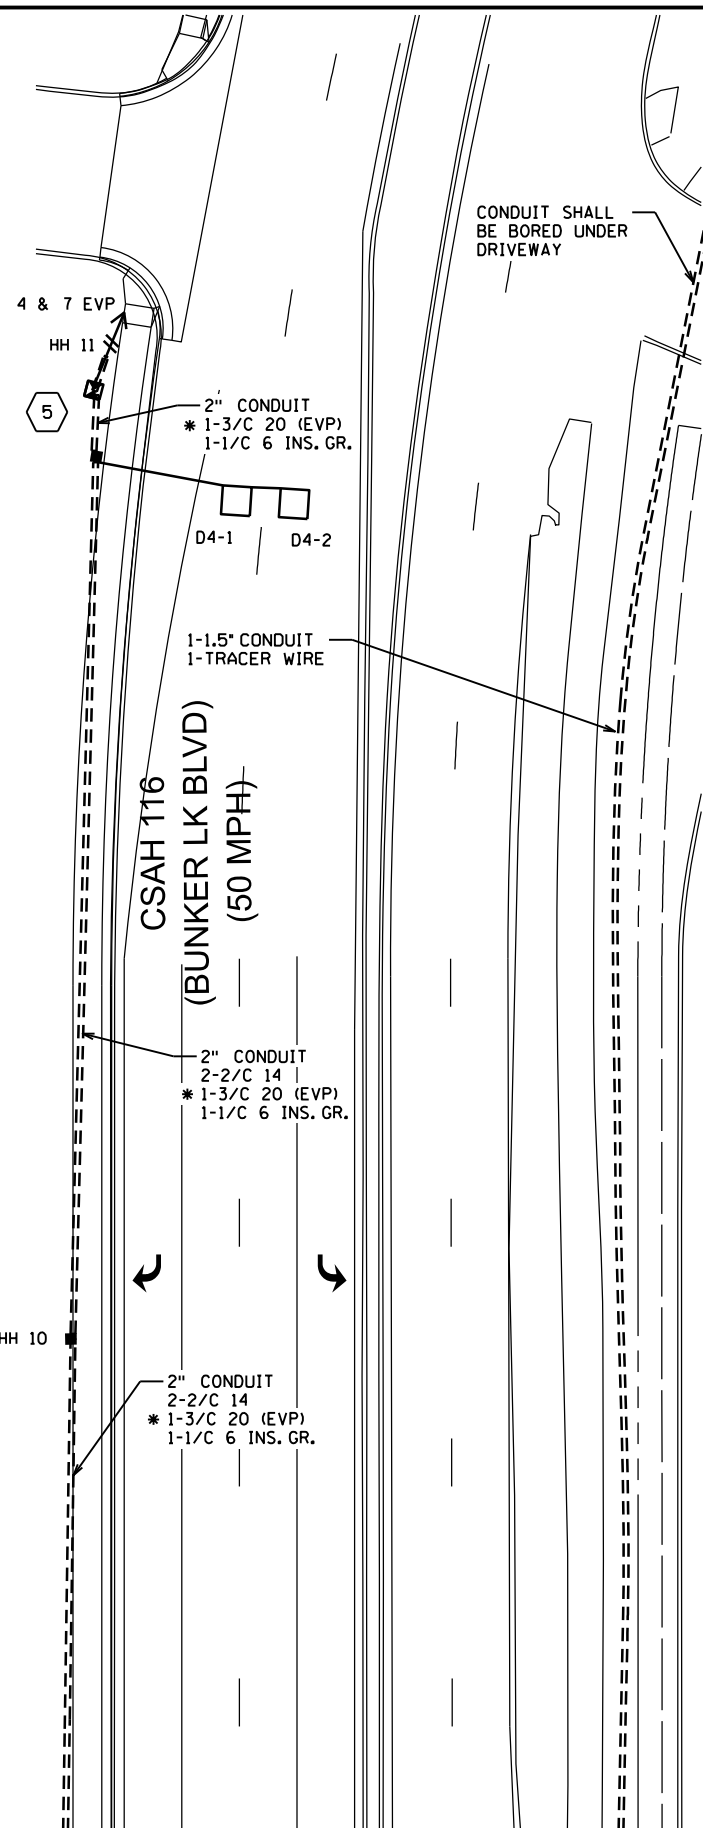 CONDUIT SHALL
BE BORED UNDER
DRIVEWAY
4 & 7 EVP
HH 11
5
2" CONDUIT
* 1-3/C 20 (EVP)
1-1/C 6 INS. GR.
D4-1
D4-2
1-1.5" CONDUIT
1-TRACER WIRE
CSAH 116
(BUNKER LK BLVD)
(50 MPH)
2" CONDUIT
2-2/C 14
* 1-3/C 20 (EVP)
1-1/C 6 INS. GR.
HH 10
2" CONDUIT
2-2/C 14
* 1-3/C 20 (EVP)
1-1/C 6 INS. GR.